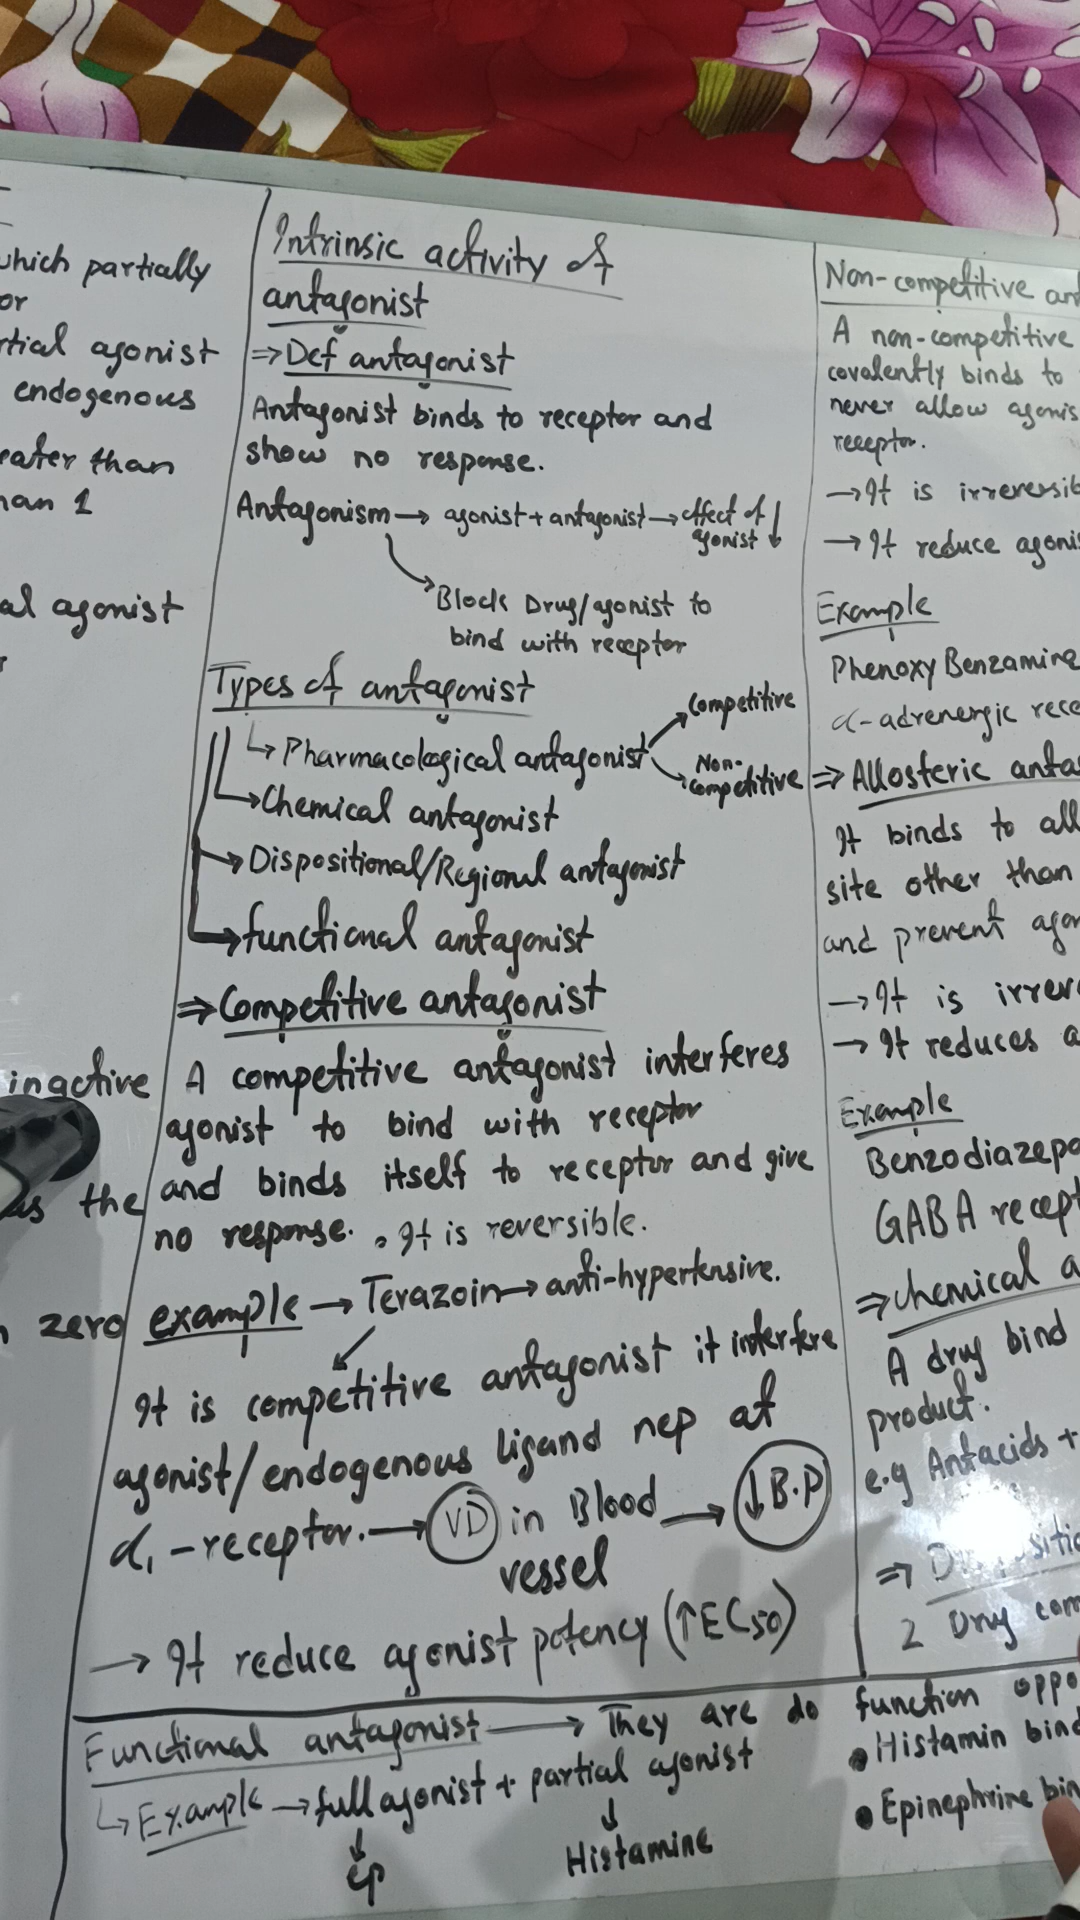 which partially
or
rtial agonist
endogenous
eater than
han 1
al agonist
inactive
as the
zero
Intrinsic activity of
antagonist
⇒ Def antagonist
Antagonist binds to receptor and
show no response.
Antagonism → agonist + antagonist → effect of ↓
agonist
Block Drug/agonist to
bind with receptor
Types of antagonist
↳ Pharmacological antagonist
Competitive
Non-
competitive
→ Chemical antagonist
→ Dispositional/Regional antagonist
→ functional antagonist
⇒ Competitive antagonist
A competitive antagonist interferes
agonist to bind with receptor
and binds itself to receptor and give
no response. • It is reversible.
example → Terazoin → anti-hypertensive.
It is competitive antagonist it interfere
agonist/endogenous ligand nep at
α₁ -receptor. → VD in Blood → ↓B.P
vessel
→ It reduce agonist potency (↑EC50)
Non-competitive an
A non-competitive
covalently binds to
never allow agonis
receptor.
→ It is irreversib
→ It reduce agonis
Example
Phenoxy Benzamine
α-adrenergic rece
⇒ Allosteric anta
It binds to all
site other than
and prevent agon
→ It is irrever
→ It reduces a
Example
Benzodiazepa
GABA recept
⇒ chemical a
A drug bind
product.
e.g Antacids +
⇒ D
2 Drug com
Functional antagonist → They are do function oppo
↳ Example → full agonist + partial agonist
↓ Ep
↓ Histamine
• Histamin bind
• Epinephrine bin